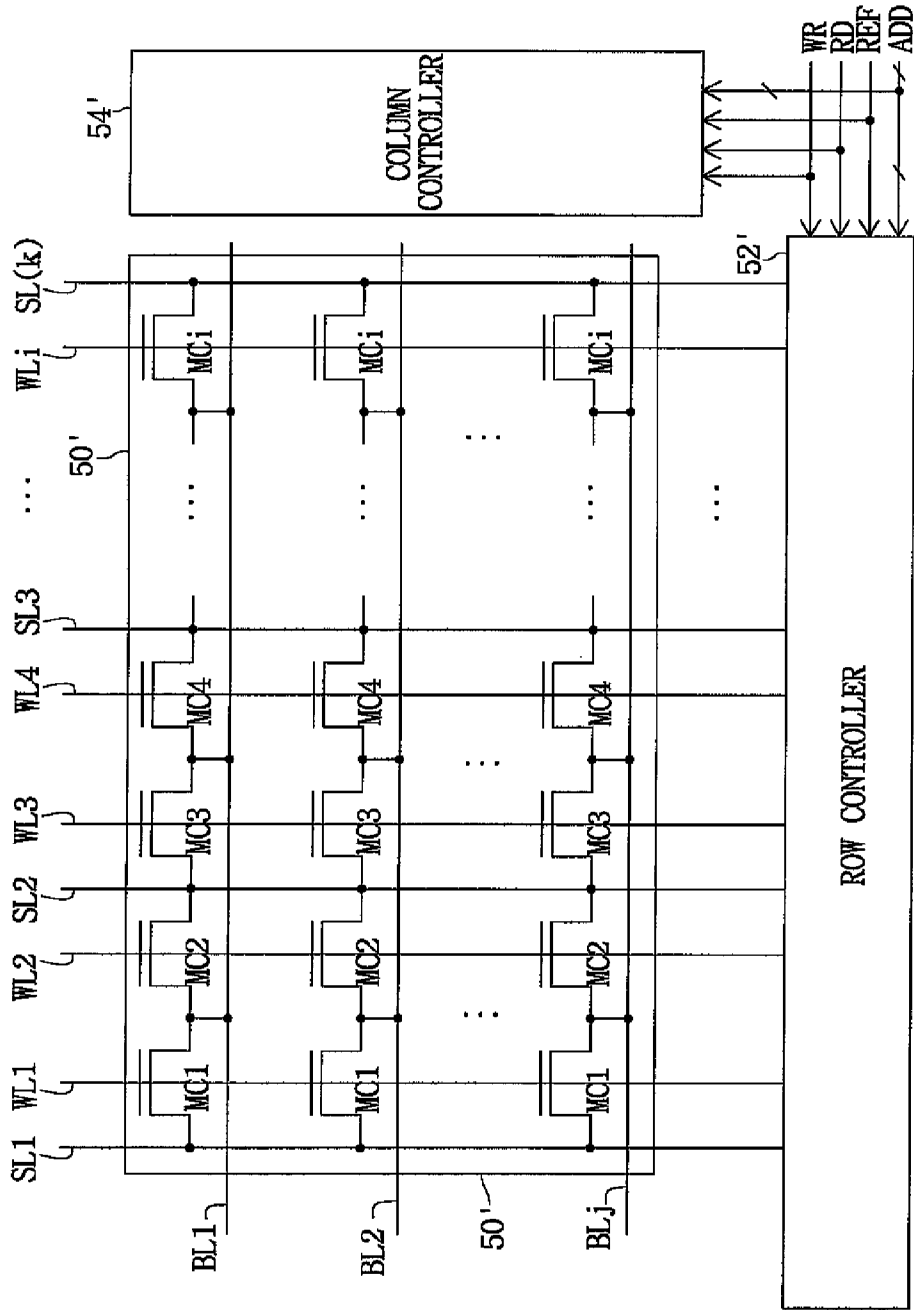 SL1 WL1 WL2 SL2 WL3 WL4 SL3 ... WLi SL(k)
50'
54'
MC1 MC2 MC3 MC4 ... MCi
BL1
COLUMN
CONTROLLER
MC1 MC2 MC3 MC4 ... MCi
BL2
... ... ...
MC1 MC2 MC3 MC4 ... MCi
BLj
50'
...
52'
ROW CONTROLLER
WR
RD
REF
ADD